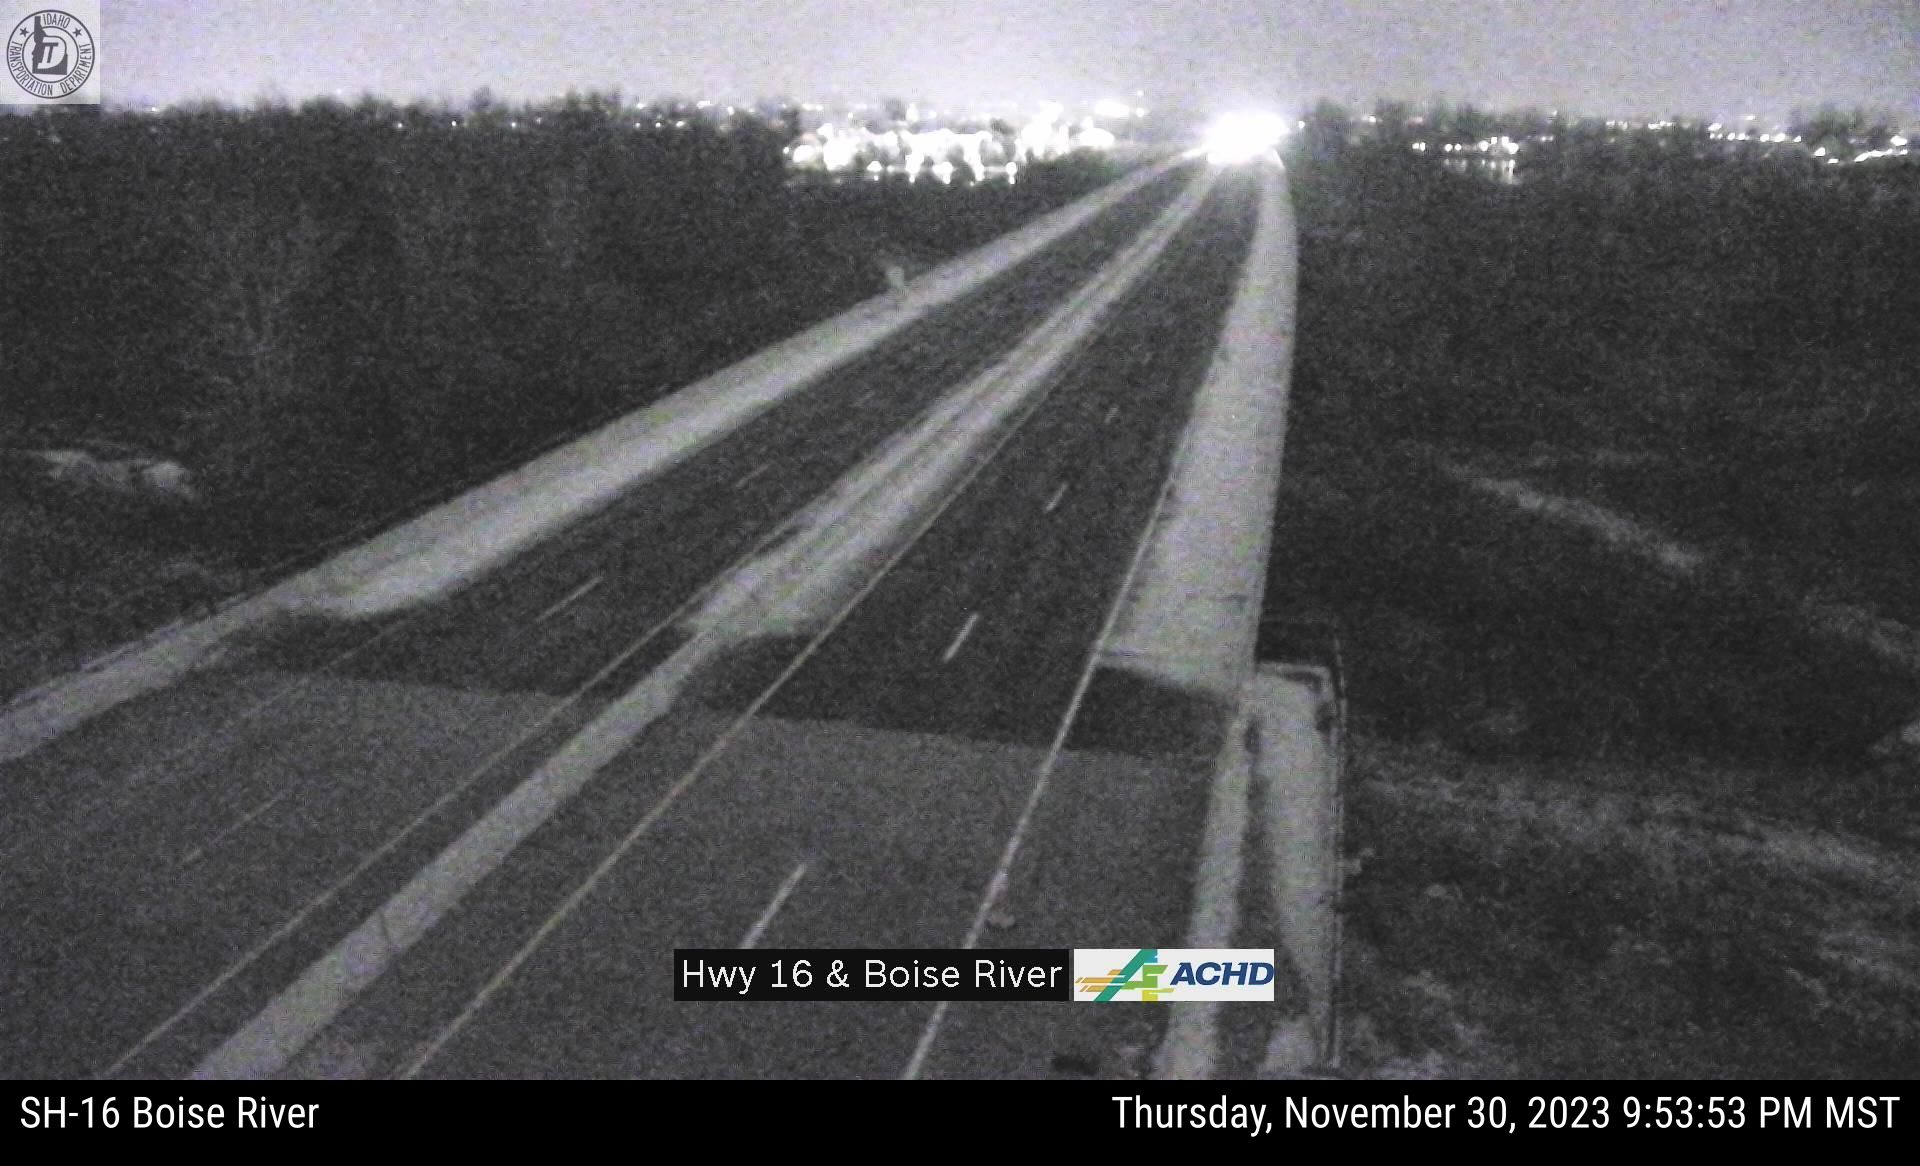 IDAHO
TRANSPORTATION DEPARTMENT
Hwy 16 & Boise River
ACHD
SH-16 Boise River
Thursday, November 30, 2023 9:53:53 PM MST